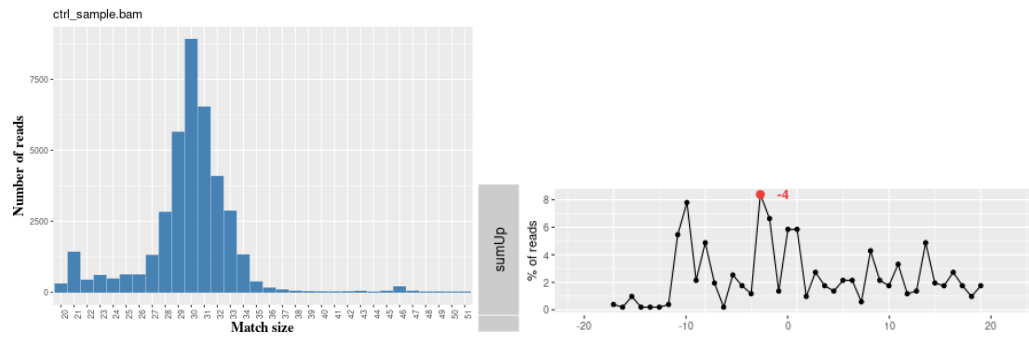 ctrl_sample.bam
Number of reads
7500
5000
2500
0
20 21 22 23 24 25 26 27 28 29 30 31 32 33 34 35 36 37 38 39 40 41 42 43 44 45 46 47 48 49 50 51
Match size
sumUp
% of reads
8
6
4
2
0
-4
-20 -10 0 10 20